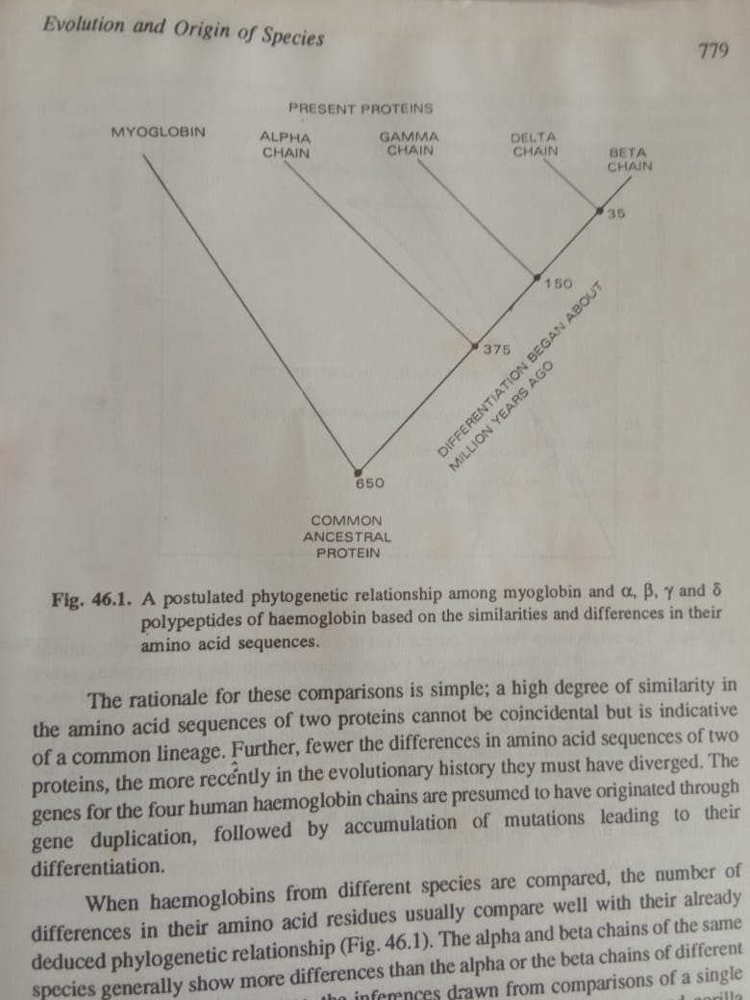 Evolution and Origin of Species
779
PRESENT PROTEINS
MYOGLOBIN
ALPHA
CHAIN
GAMMA
CHAIN
DELTA
CHAIN
BETA
CHAIN
35
150
375
DIFFERENTIATION BEGAN ABOUT
MILLION YEARS AGO
650
COMMON
ANCESTRAL
PROTEIN
Fig. 46.1. A postulated phytogenetic relationship among myoglobin and α, β, γ and δ
polypeptides of haemoglobin based on the similarities and differences in their
amino acid sequences.
The rationale for these comparisons is simple; a high degree of similarity in
the amino acid sequences of two proteins cannot be coincidental but is indicative
of a common lineage. Further, fewer the differences in amino acid sequences of two
proteins, the more recently in the evolutionary history they must have diverged. The
genes for the four human haemoglobin chains are presumed to have originated through
gene duplication, followed by accumulation of mutations leading to their
differentiation.
When haemoglobins from different species are compared, the number of
differences in their amino acid residues usually compare well with their already
deduced phylogenetic relationship (Fig. 46.1). The alpha and beta chains of the same
species generally show more differences than the alpha or the beta chains of different
the inferences drawn from comparisons of a single